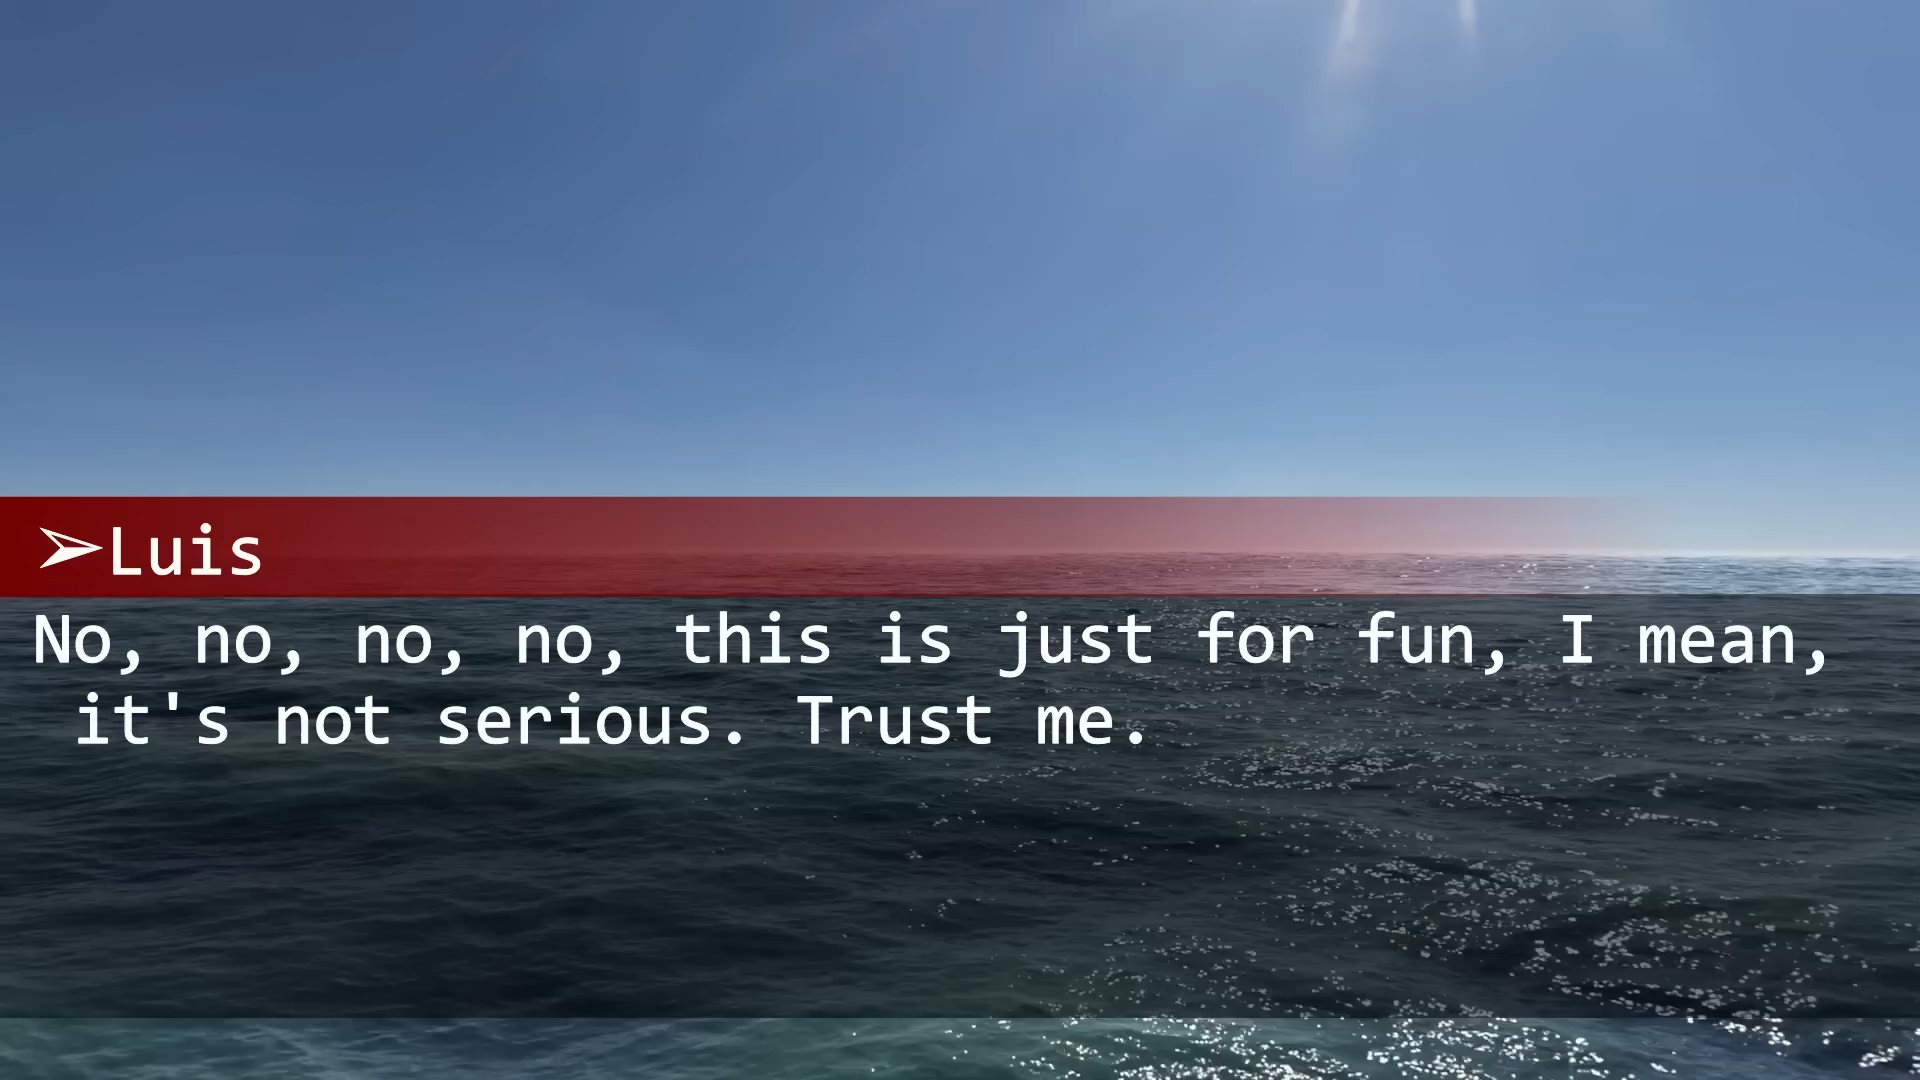 ➢Luis
No, no, no, no, this is just for fun, I mean,
it's not serious. Trust me.